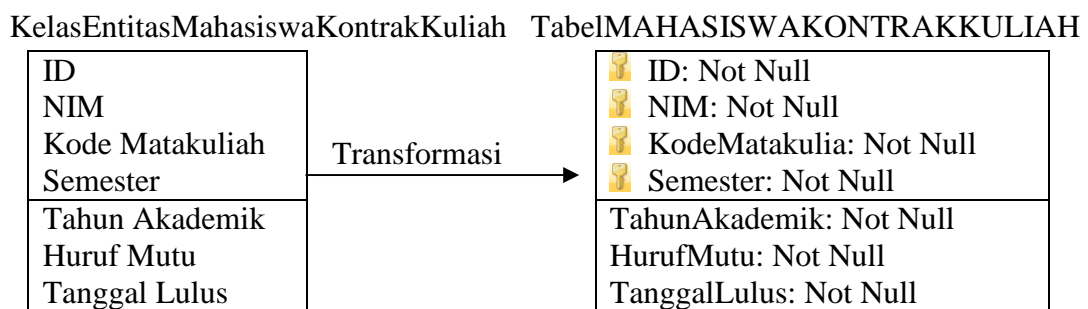 KelasEntitasMahasiswaKontrakKuliah TabelMAHASISWAKONTRAKKULIAH
ID
NIM
Kode Matakuliah
Semester
Tahun Akademik
Huruf Mutu
Tanggal Lulus
Transformasi
ID: Not Null
NIM: Not Null
KodeMatakulia: Not Null
Semester: Not Null
TahunAkademik: Not Null
HurufMutu: Not Null
TanggalLulus: Not Null